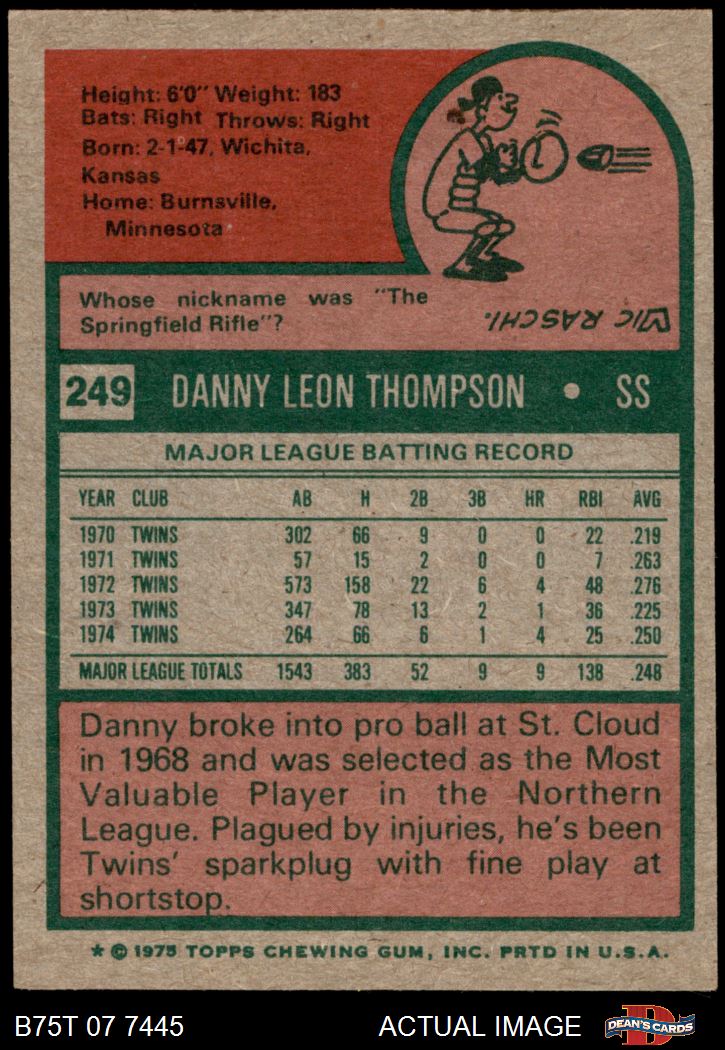 Height: 6'0" Weight: 183
Bats: Right Throws: Right
Born: 2-1-47, Wichita,
Kansas
Home: Burnsville,
Minnesota
Whose nickname was "The
Springfield Rifle"?
VIC RASCHI.
249 DANNY LEON THOMPSON • SS
MAJOR LEAGUE BATTING RECORD
YEAR CLUB AB H 2B 3B HR RBI AVG
1970 TWINS 302 66 9 0 0 22 .219
1971 TWINS 57 15 2 0 0 7 .263
1972 TWINS 573 158 22 6 4 48 .276
1973 TWINS 347 78 13 2 1 36 .225
1974 TWINS 264 66 6 1 4 25 .250
MAJOR LEAGUE TOTALS 1543 383 52 9 9 138 .248
Danny broke into pro ball at St. Cloud
in 1968 and was selected as the Most
Valuable Player in the Northern
League. Plagued by injuries, he's been
Twins' sparkplug with fine play at
shortstop.
* © 1975 TOPPS CHEWING GUM, INC. PRTD IN U.S.A.
B75T 07 7445 ACTUAL IMAGE
D
DEAN'S CARDS